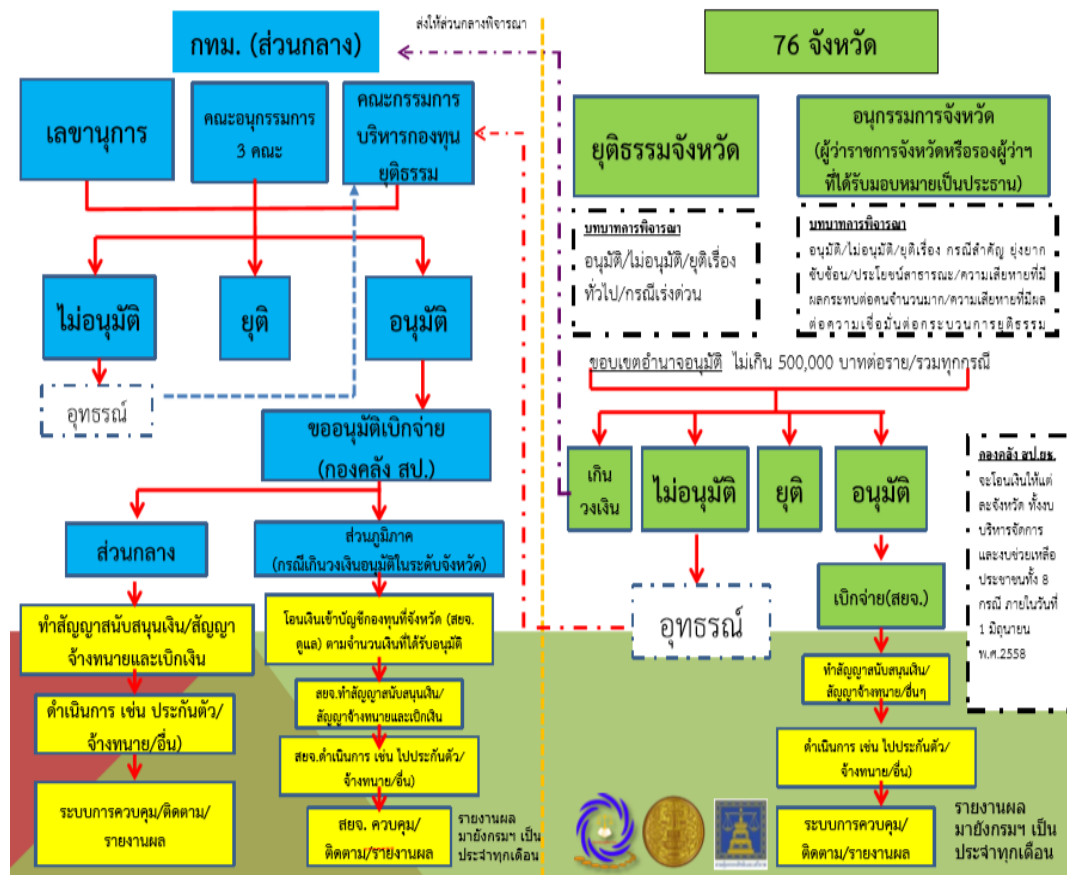 ส่งให้ส่วนกลางพิจารณา
กทม. (ส่วนกลาง)
76 จังหวัด
เลขานุการ
คณะอนุกรรมการ
3 คณะ
คณะกรรมการ
บริหารกองทุน
ยุติธรรม
ยุติธรรมจังหวัด
อนุกรรมการจังหวัด
(ผู้ว่าราชการจังหวัดหรือรองผู้ว่าฯ
ที่ได้รับมอบหมายเป็นประธาน)
บทบาทการพิจารณา
อนุมัติ/ไม่อนุมัติ/ยุติเรื่อง
ทั่วไป/กรณีเร่งด่วน
บทบาทการพิจารณา
อนุมัติ/ไม่อนุมัติ/ยุติเรื่อง กรณีสำคัญ ยุ่งยาก
ซับซ้อน/ประโยชน์สาธารณะ/ความเสียหายที่มี
ผลกระทบต่อคนจำนวนมาก/ความเสียหายที่มีผล
ต่อความเชื่อมั่นต่อกระบวนการยุติธรรม
ไม่อนุมัติ
ยุติ
อนุมัติ
ขอบเขตอำนาจอนุมัติ ไม่เกิน 500,000 บาทต่อราย/รวมทุกกรณี
อุทธรณ์
ขออนุมัติเบิกจ่าย
(กองคลัง สป.)
เกิน
วงเงิน
ไม่อนุมัติ
ยุติ
อนุมัติ
กองคลัง สป.ยธ.
จะโอนเงินให้แต่
ละจังหวัด ทั้งงบ
บริหารจัดการ
และงบช่วยเหลือ
ประชาชนทั้ง 8
กรณี ภายในวันที่
1 มิถุนายน
พ.ศ.2558
ส่วนกลาง
ส่วนภูมิภาค
(กรณีเกินวงเงินอนุมัติในระดับจังหวัด)
อุทธรณ์
เบิกจ่าย(สยจ.)
ทำสัญญาสนับสนุนเงิน/สัญญา
จ้างทนายและเบิกเงิน
โอนเงินเข้าบัญชีกองทุนที่จังหวัด (สยจ.
ดูแล) ตามจำนวนเงินที่ได้รับอนุมัติ
ทำสัญญาสนับสนุนเงิน/
สัญญาจ้างทนาย/อื่นๆ
ดำเนินการ เช่น ประกันตัว/
จ้างทนาย/อื่น)
สยจ.ทำสัญญาสนับสนุนเงิน/
สัญญาจ้างทนายและเบิกเงิน
สยจ.ดำเนินการ เช่น ไปประกันตัว/
จ้างทนาย/อื่น)
ดำเนินการ เช่น ไปประกันตัว/
จ้างทนาย/อื่น)
ระบบการควบคุม/ติดตาม/
รายงานผล
สยจ. ควบคุม/
ติดตาม/รายงานผล
รายงานผล
มายังกรมฯ เป็น
ประจำทุกเดือน
ระบบการควบคุม/
ติดตาม/รายงานผล
รายงานผล
มายังกรมฯ เป็น
ประจำทุกเดือน